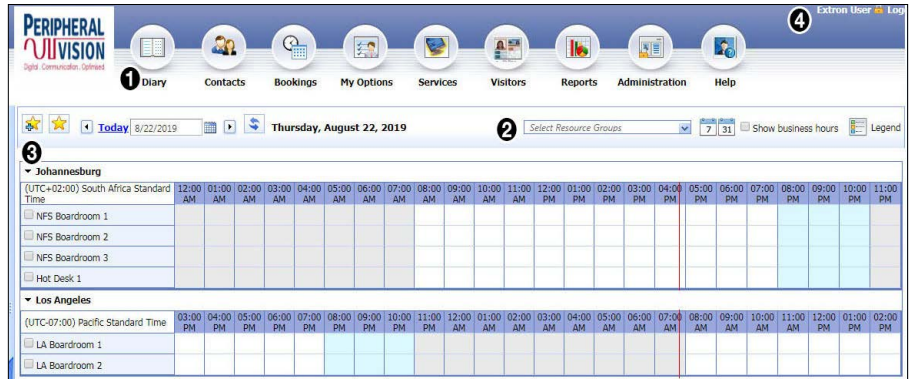 PERIPHERAL
VISION
Digital. Communication. Optimised.
4 Extron User Log
1 Diary Contacts Bookings My Options Services Visitors Reports Administration Help
Today 8/22/2019 Thursday, August 22, 2019 2 Select Resource Groups 7 31 Show business hours Legend
3
Johannesburg
(UTC+02:00) South Africa Standard Time 12:00 AM 01:00 AM 02:00 AM 03:00 AM 04:00 AM 05:00 AM 06:00 AM 07:00 AM 08:00 AM 09:00 AM 10:00 AM 11:00 AM 12:00 PM 01:00 PM 02:00 PM 03:00 PM 04:00 PM 05:00 PM 06:00 PM 07:00 PM 08:00 PM 09:00 PM 10:00 PM 11:00 PM
NFS Boardroom 1
NFS Boardroom 2
NFS Boardroom 3
Hot Desk 1
Los Angeles
(UTC-07:00) Pacific Standard Time 03:00 PM 04:00 PM 05:00 PM 06:00 PM 07:00 PM 08:00 PM 09:00 PM 10:00 PM 11:00 PM 12:00 AM 01:00 AM 02:00 AM 03:00 AM 04:00 AM 05:00 AM 06:00 AM 07:00 AM 08:00 AM 09:00 AM 10:00 AM 11:00 AM 12:00 PM 01:00 PM 02:00 PM
LA Boardroom 1
LA Boardroom 2